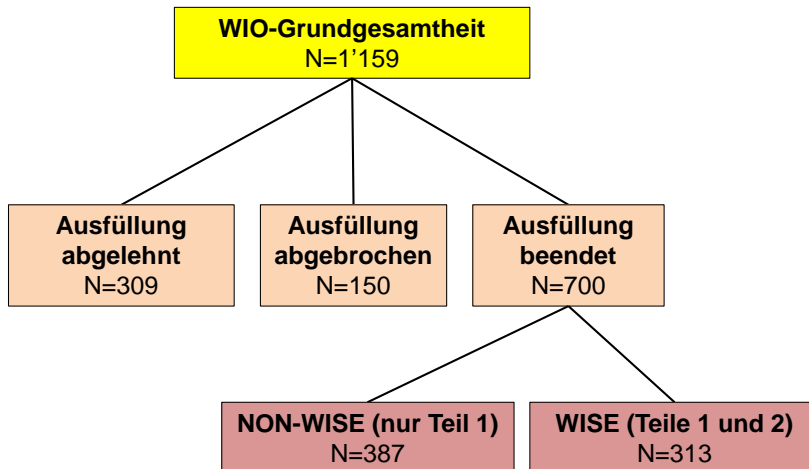 WIO-Grundgesamtheit
N=1’159
Ausfüllung
abgelehnt
N=309
Ausfüllung
abgebrochen
N=150
Ausfüllung
beendet
N=700
NON-WISE (nur Teil 1)
N=387
WISE (Teile 1 und 2)
N=313